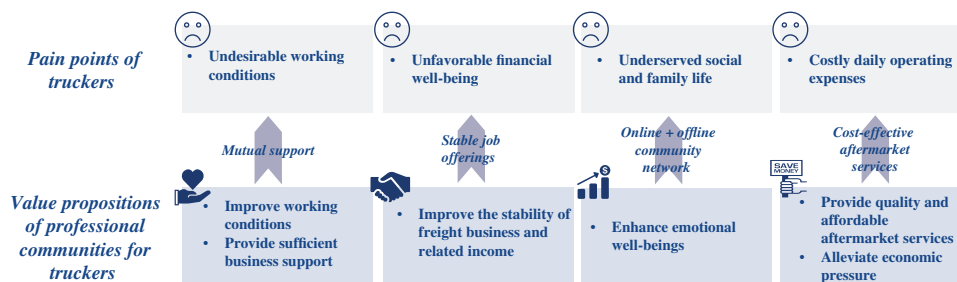 Pain points of
truckers
• Undesirable working
conditions
• Unfavorable financial
well-being
• Underserved social
and family life
• Costly daily operating
expenses
Mutual support
Stable job
offerings
Online + offline
community
network
Cost-effective
aftermarket
services
Value propositions
of professional
communities for
truckers
• Improve working
conditions
• Provide sufficient
business support
• Improve the stability of
freight business and
related income
$
• Enhance emotional
well-beings
SAVE
MONEY
• Provide quality and
affordable
aftermarket services
• Alleviate economic
pressure